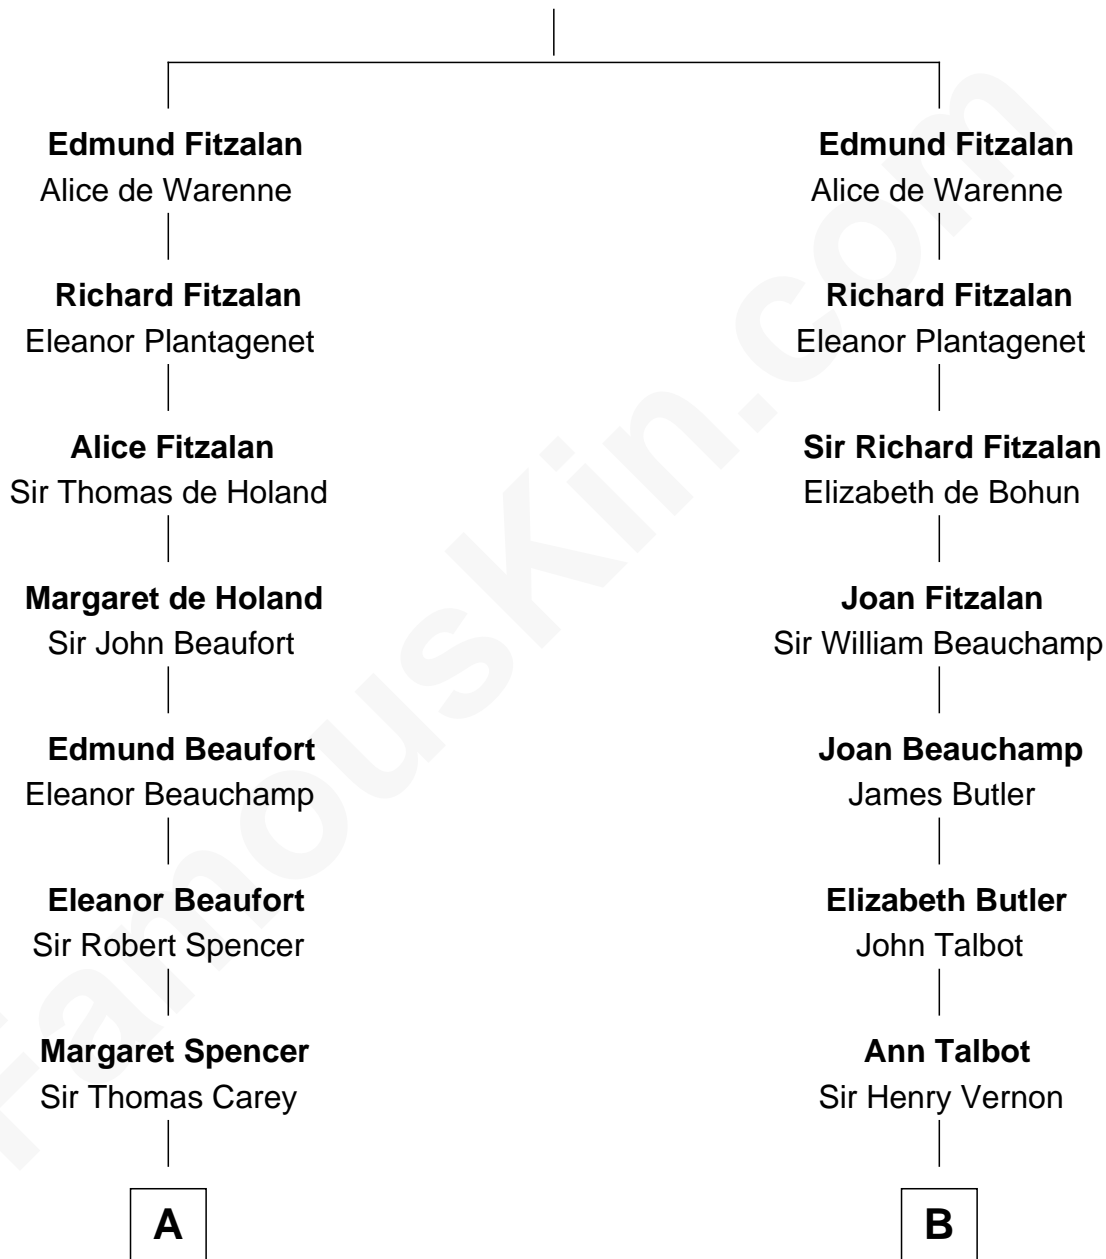 Edmund Fitzalan
Alice de Warenne
Richard Fitzalan
Eleanor Plantagenet
Alice Fitzalan
Sir Thomas de Holand
Margaret de Holand
Sir John Beaufort
Edmund Beaufort
Eleanor Beauchamp
Eleanor Beaufort
Sir Robert Spencer
Margaret Spencer
Sir Thomas Carey
A
Edmund Fitzalan
Alice de Warenne
Richard Fitzalan
Eleanor Plantagenet
Sir Richard Fitzalan
Elizabeth de Bohun
Joan Fitzalan
Sir William Beauchamp
Joan Beauchamp
James Butler
Elizabeth Butler
John Talbot
Ann Talbot
Sir Henry Vernon
B
FamousKin.com